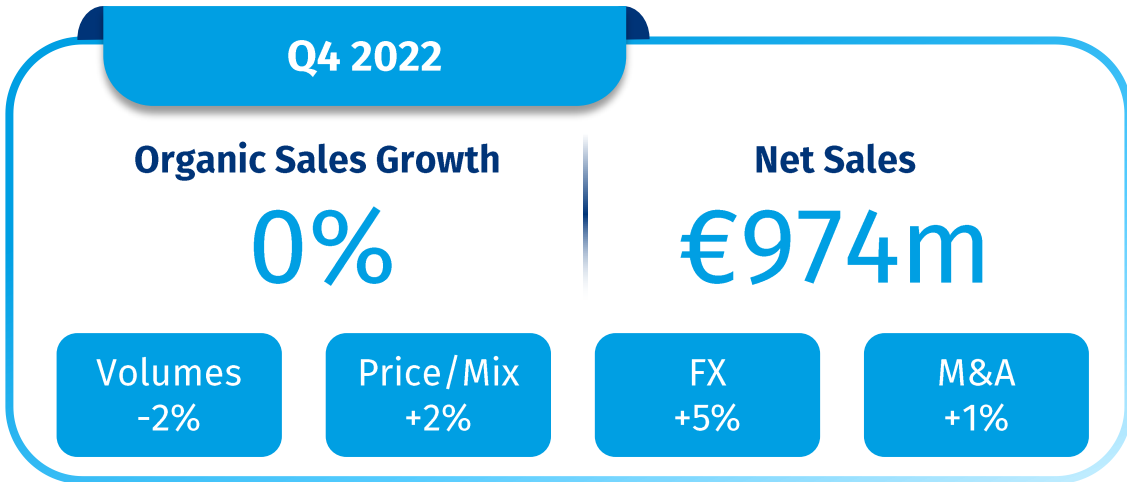 Q4 2022
Organic Sales Growth
0%
Net Sales
€974m
Volumes
-2%
Price/Mix
+2%
FX
+5%
M&A
+1%